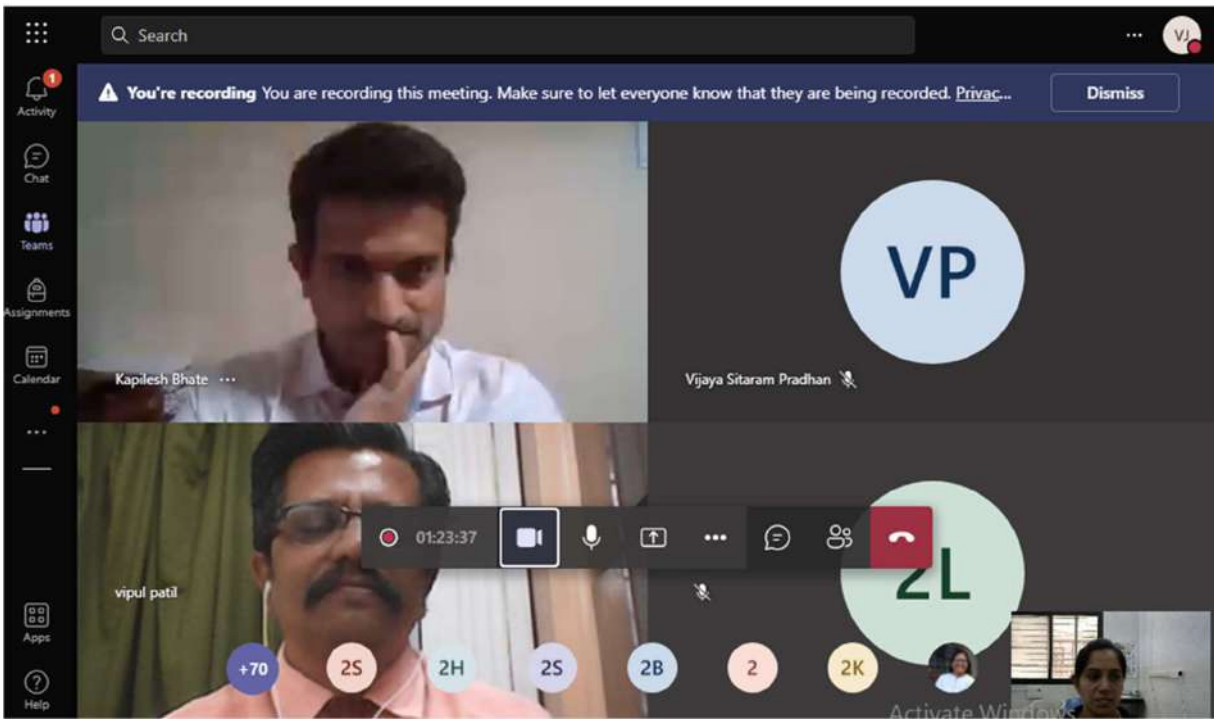 Search
VJ
1
Activity
You're recording You are recording this meeting. Make sure to let everyone know that they are being recorded. Privac...
Dismiss
Chat
Teams
Assignments
Calendar
Kapilesh Bhate ...
VP
Vijaya Sitaram Pradhan
01:23:37
2L
vipul patil
+70
2S
2H
2S
2B
2
2K
Apps
Help
Activate Windows